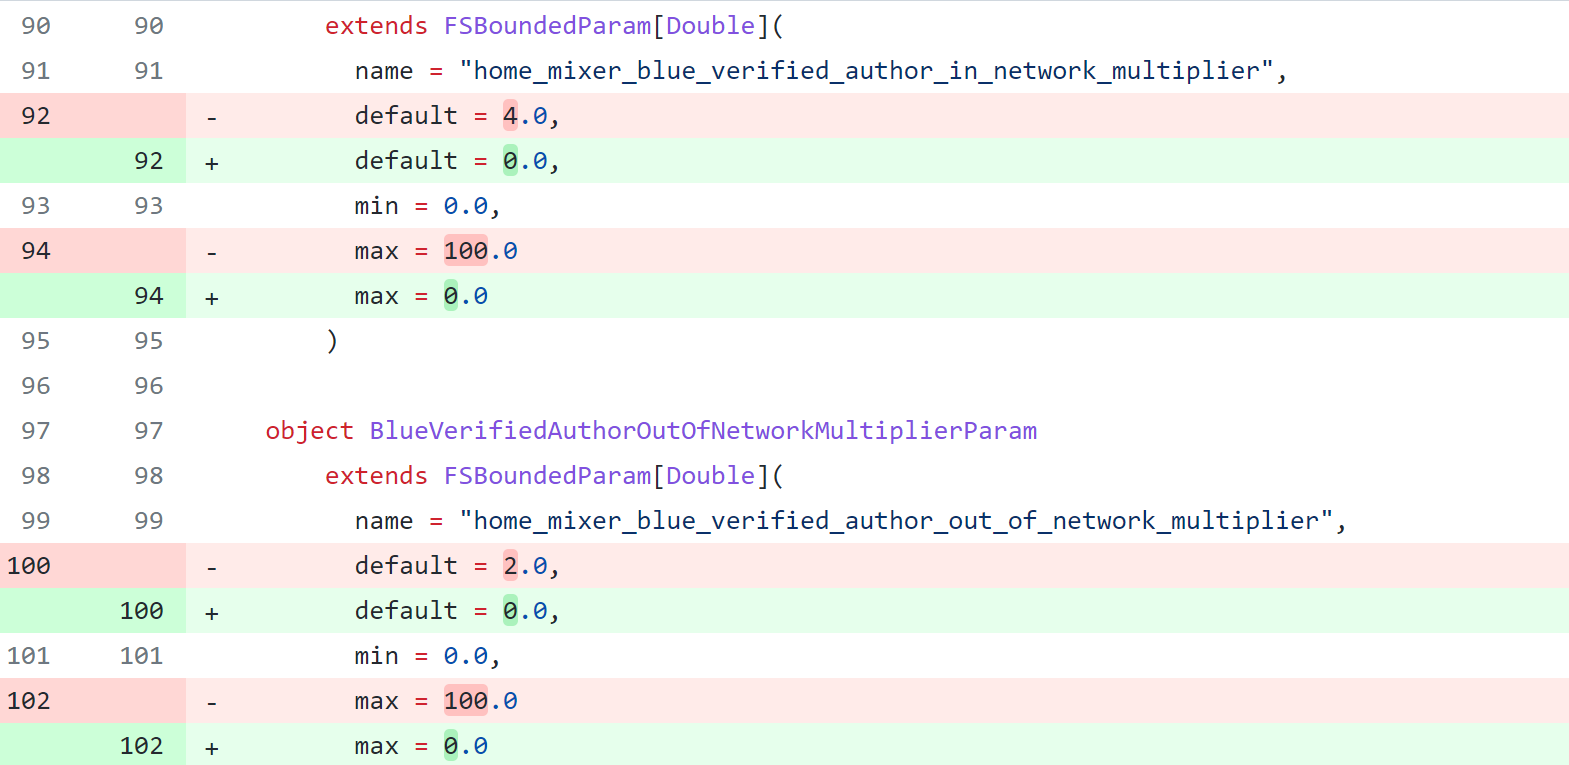 90 90 extends FSBoundedParam[Double](
91 91 name = "home_mixer_blue_verified_author_in_network_multiplier",
92 - default = 4.0,
92 + default = 0.0,
93 93 min = 0.0,
94 - max = 100.0
94 + max = 0.0
95 95 )
96 96
97 97 object BlueVerifiedAuthorOutOfNetworkMultiplierParam
98 98 extends FSBoundedParam[Double](
99 99 name = "home_mixer_blue_verified_author_out_of_network_multiplier",
100 - default = 2.0,
100 + default = 0.0,
101 101 min = 0.0,
102 - max = 100.0
102 + max = 0.0